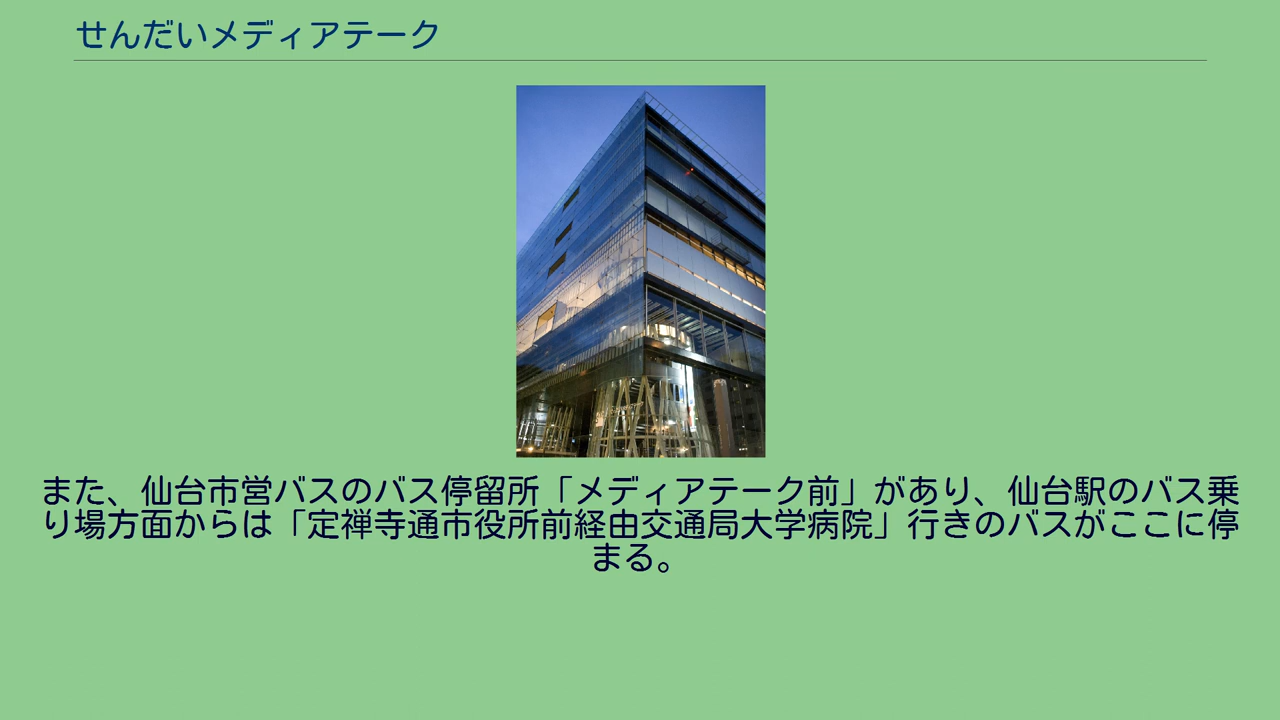 せんだいメディアテーク
また、仙台市営バスのバス停留所「メディアテーク前」があり、仙台駅のバス乗
り場方面からは「定禅寺通市役所前経由交通局大学病院」行きのバスがここに停
まる。